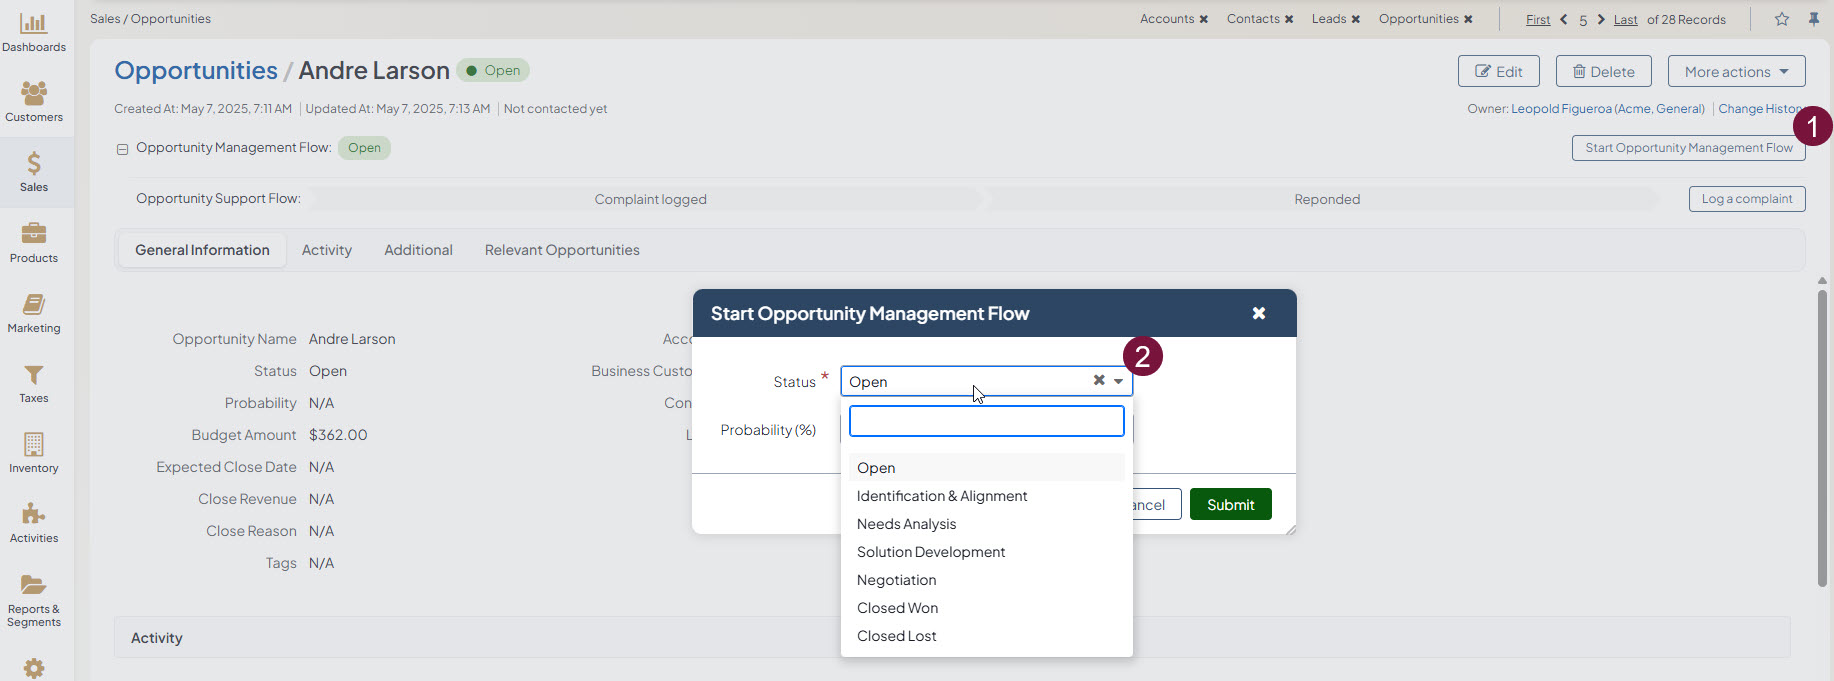 Sales / Opportunities
Accounts ✖ Contacts ✖ Leads ✖ Opportunities ✖
First < 5 > Last of 28 Records
Dashboards
Customers
Sales
Products
Marketing
Taxes
Inventory
Activities
Reports &
Segments
Opportunities / Andre Larson
Open
Edit
Delete
More actions
Created At: May 7, 2025, 7:11 AM | Updated At: May 7, 2025, 7:13 AM | Not contacted yet
Owner: Leopold Figueroa (Acme, General) | Change Histor
1
Opportunity Management Flow: Open
Start Opportunity Management Flow
Opportunity Support Flow: Complaint logged Reponded
Log a complaint
General Information Activity Additional Relevant Opportunities
Opportunity Name Andre Larson
Status Open
Probability N/A
Budget Amount $362.00
Expected Close Date N/A
Close Revenue N/A
Close Reason N/A
Tags N/A
Acco
Business Custo
Con
L
Start Opportunity Management Flow ✖
2
Status * Open ✖
Probability (%)
Open
Identification & Alignment
Needs Analysis
Solution Development
Negotiation
Closed Won
Closed Lost
ancel
Submit
Activity